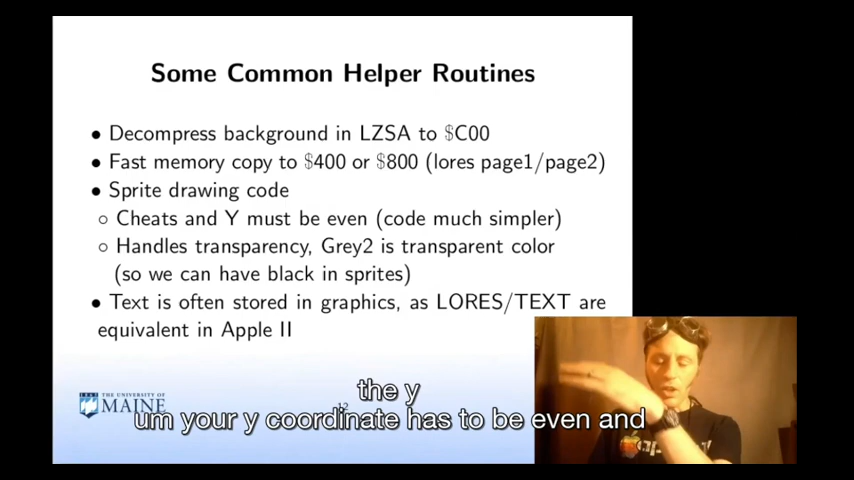 Some Common Helper Routines
• Decompress background in LZSA to $C00
• Fast memory copy to $400 or $800 (lores page1/page2)
• Sprite drawing code
○ Cheats and Y must be even (code much simpler)
○ Handles transparency, Grey2 is transparent color
(so we can have black in sprites)
• Text is often stored in graphics, as LORES/TEXT are
equivalent in Apple II
THE UNIVERSITY OF
MAINE
12
the y
um your y coordinate has to be even and